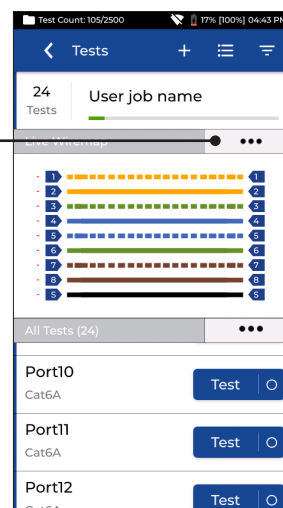 Test Count: 105/2500 17% [100%] 04:43 PM
Tests
24
Tests
User job name
Live Wiremap
- 1 1
- 2 2
- 3 3
- 4 4
- 5 5
- 6 6
- 7 7
- 8 8
- S S
All Tests (24)
Port10
Cat6A
Test
Port11
Cat6A
Test
Port12
Test